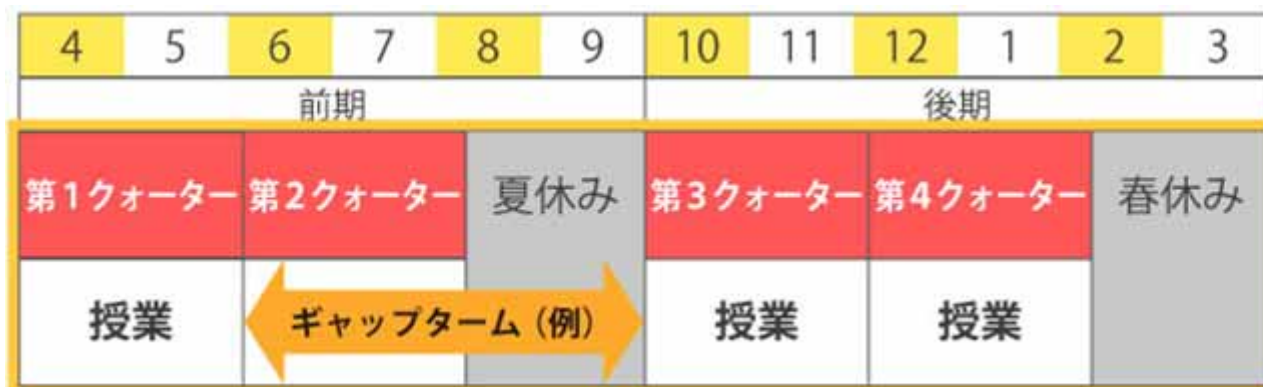 4 5 6 7 8 9 10 11 12 1 2 3
前期 後期
第1クォーター 第2クォーター 夏休み 第3クォーター 第4クォーター 春休み
授業 ギャップターム（例） 授業 授業